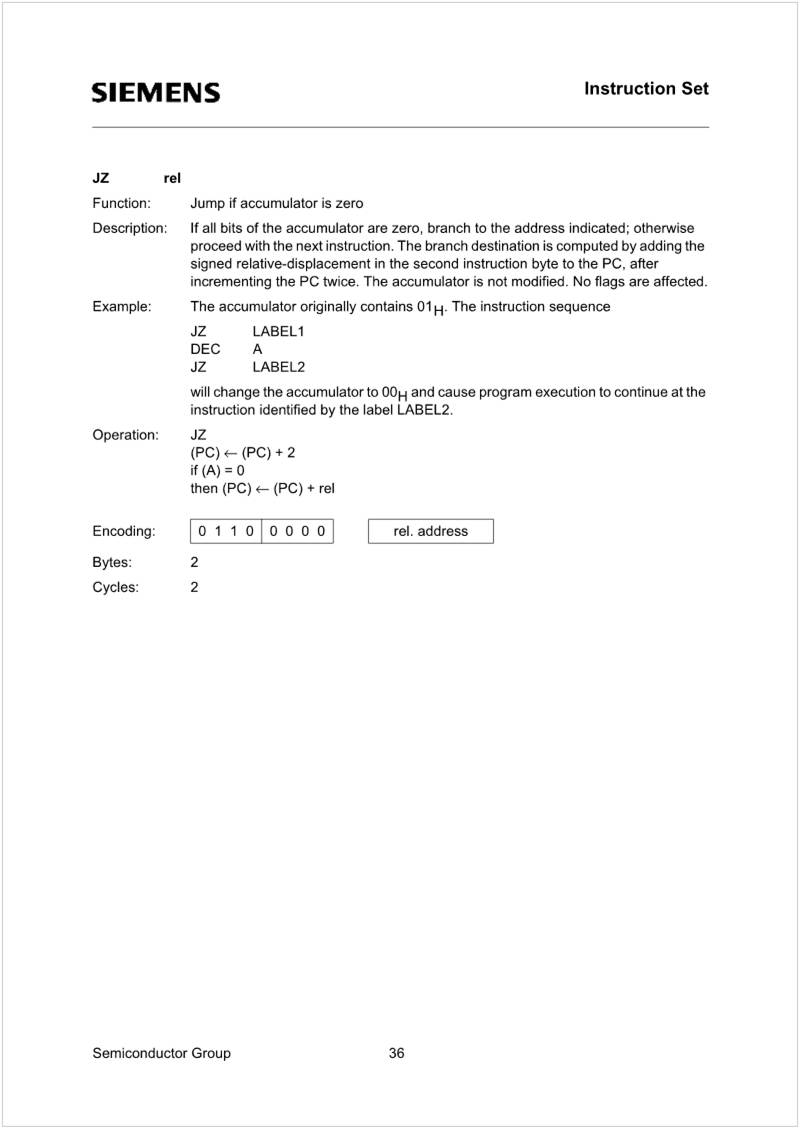 SIEMENS
Instruction Set
JZ rel
Function: Jump if accumulator is zero
Description: If all bits of the accumulator are zero, branch to the address indicated; otherwise
proceed with the next instruction. The branch destination is computed by adding the
signed relative-displacement in the second instruction byte to the PC, after
incrementing the PC twice. The accumulator is not modified. No flags are affected.
Example: The accumulator originally contains 01H. The instruction sequence
JZ LABEL1
DEC A
JZ LABEL2
will change the accumulator to 00H and cause program execution to continue at the
instruction identified by the label LABEL2.
Operation: JZ
(PC) ← (PC) + 2
if (A) = 0
then (PC) ← (PC) + rel
Encoding: 0 1 1 0 0 0 0 0 rel. address
Bytes: 2
Cycles: 2
Semiconductor Group 36